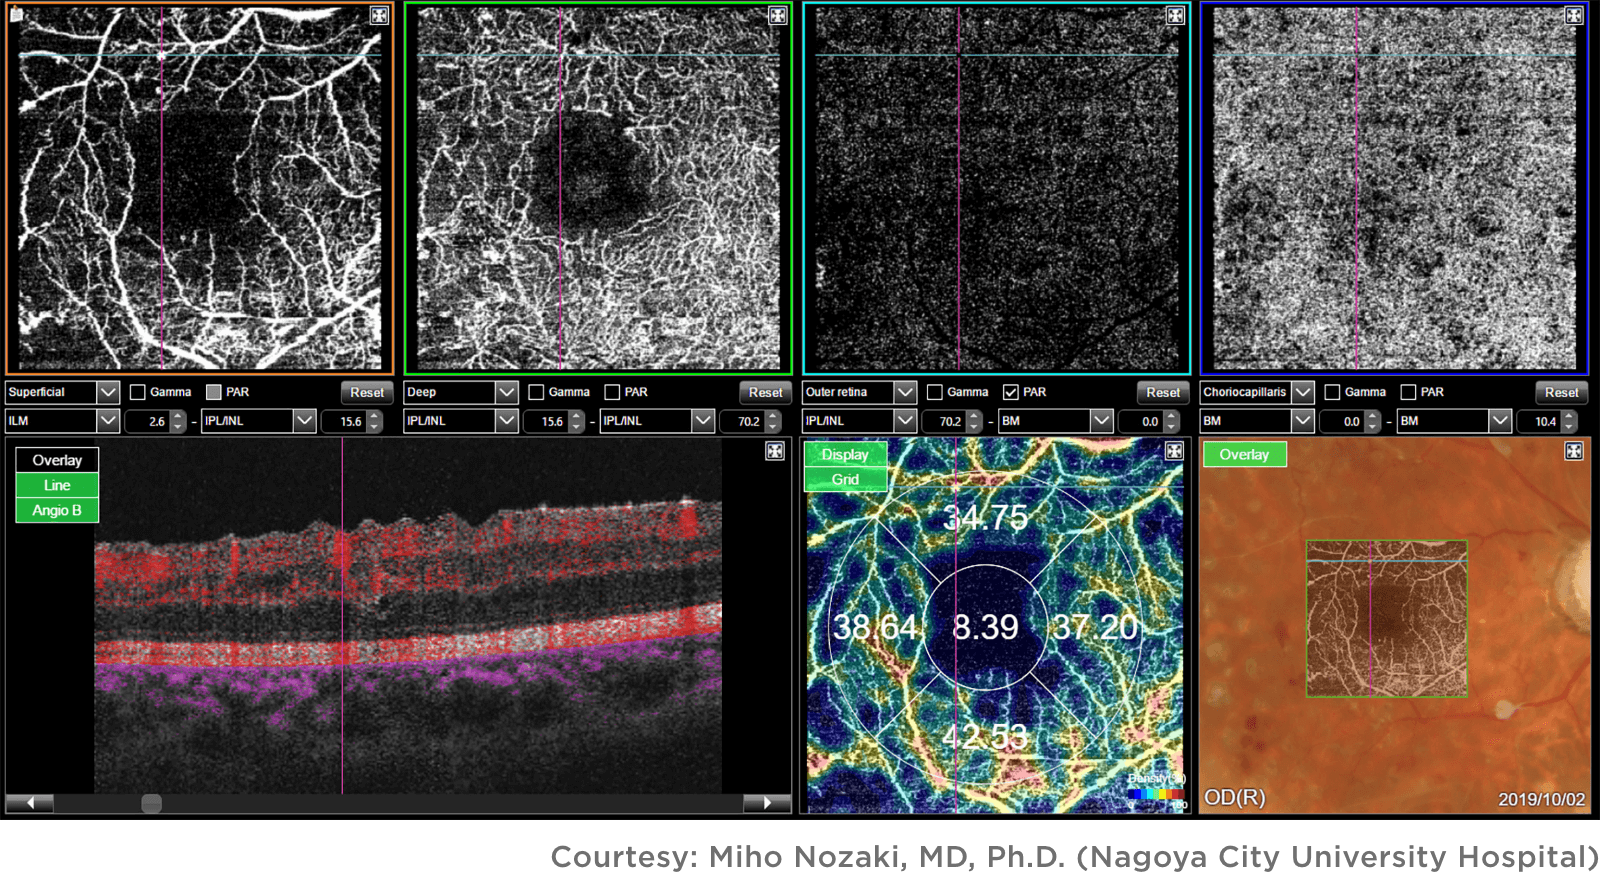 Superficial Gamma PAR Reset
ILM 2.6 - IPL/INL 15.6
Deep Gamma PAR Reset
IPL/INL 15.6 - IPL/INL 70.2
Outer retina Gamma PAR Reset
IPL/INL 70.2 - BM 0.0
Choriocapillaris Gamma PAR Reset
BM 0.0 - BM 10.4
Overlay
Line
Angio B
Display
Grid
34.75
38.64 8.39 37.20
42.53
Density(%)
0 100
Overlay
OD(R) 2019/10/02
Courtesy: Miho Nozaki, MD, Ph.D. (Nagoya City University Hospital)